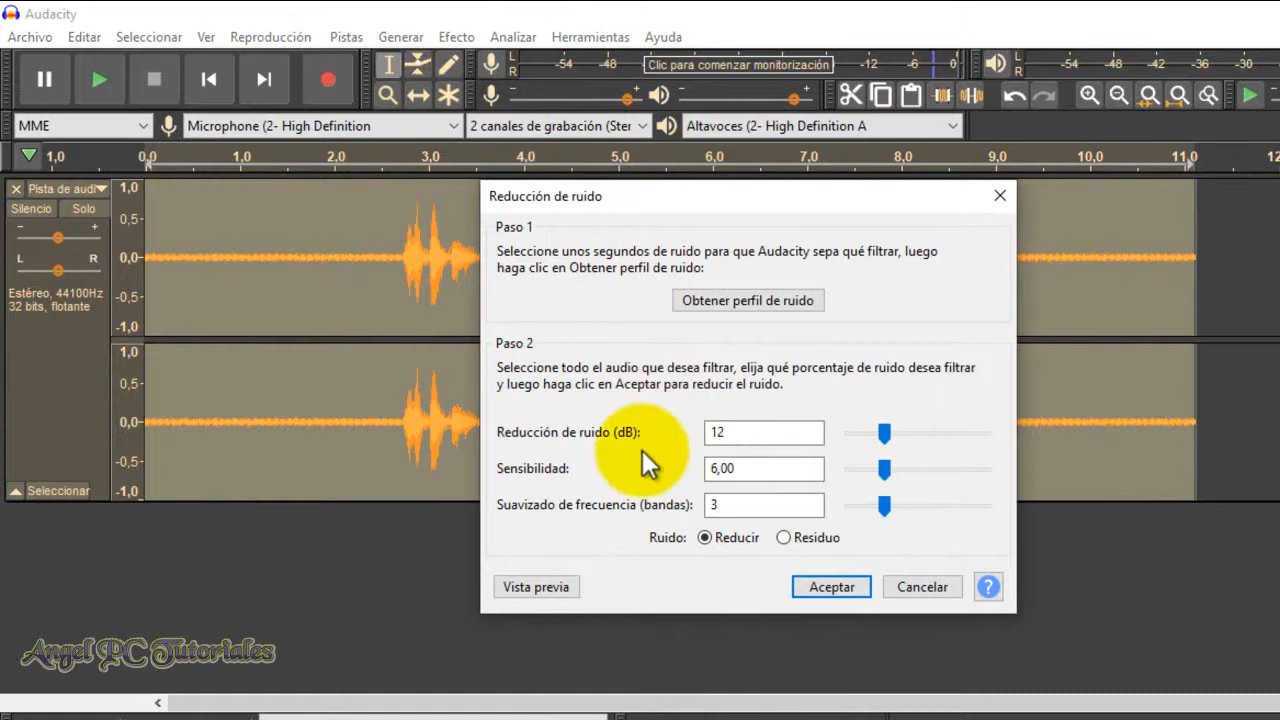 Audacity
Archivo Editar Seleccionar Ver Reproducción Pistas Generar Efecto Analizar Herramientas Ayuda
L R -54 -48 Clic para comenzar monitorización -12 -6 0 L R -54 -48 -42 -36 -30
MME Microphone (2- High Definition 2 canales de grabación (Ster Altavoces (2- High Definition A
1,0 0,0 1,0 2,0 3,0 4,0 5,0 6,0 7,0 8,0 9,0 10,0 11,0 12
Pista de audi
Silencio Solo
- +
L R
Estéreo, 44100Hz
32 bits, flotante
Seleccionar
1,0
0,5-
0,0-
-0,5-
-1,0
1,0
0,5-
0,0-
-0,5-
-1,0
Reducción de ruido
Paso 1
Seleccione unos segundos de ruido para que Audacity sepa qué filtrar, luego
haga clic en Obtener perfil de ruido:
Obtener perfil de ruido
Paso 2
Seleccione todo el audio que desea filtrar, elija qué porcentaje de ruido desea filtrar
y luego haga clic en Aceptar para reducir el ruido.
Reducción de ruido (dB): 12
Sensibilidad: 6,00
Suavizado de frecuencia (bandas): 3
Ruido: Reducir Residuo
Vista previa Aceptar Cancelar ?
Angel PC Tutoriales